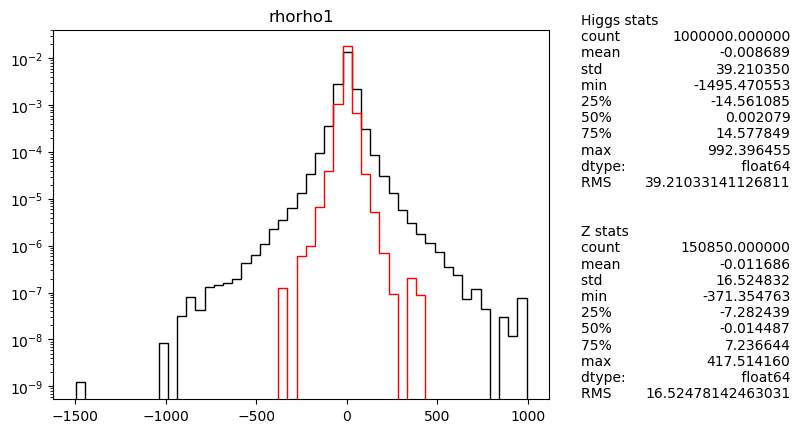 rhorho1
10⁻²
10⁻³
10⁻⁴
10⁻⁵
10⁻⁶
10⁻⁷
10⁻⁸
10⁻⁹
−1500 −1000 −500 0 500 1000
Higgs stats
count 1000000.000000
mean -0.008689
std 39.210350
min -1495.470553
25% -14.561085
50% 0.002079
75% 14.577849
max 992.396455
dtype: float64
RMS 39.21033141126811
Z stats
count 150850.000000
mean -0.011686
std 16.524832
min -371.354763
25% -7.282439
50% -0.014487
75% 7.236644
max 417.514160
dtype: float64
RMS 16.52478142463031